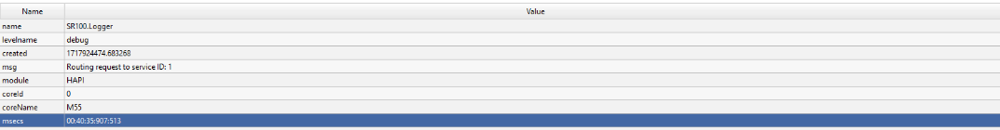 Name Value
name SR100.Logger
levelname debug
created 1717924474.683268
msg Routing request to service ID: 1
module HAPI
coreId 0
coreName M55
msecs 00:40:35:907:513